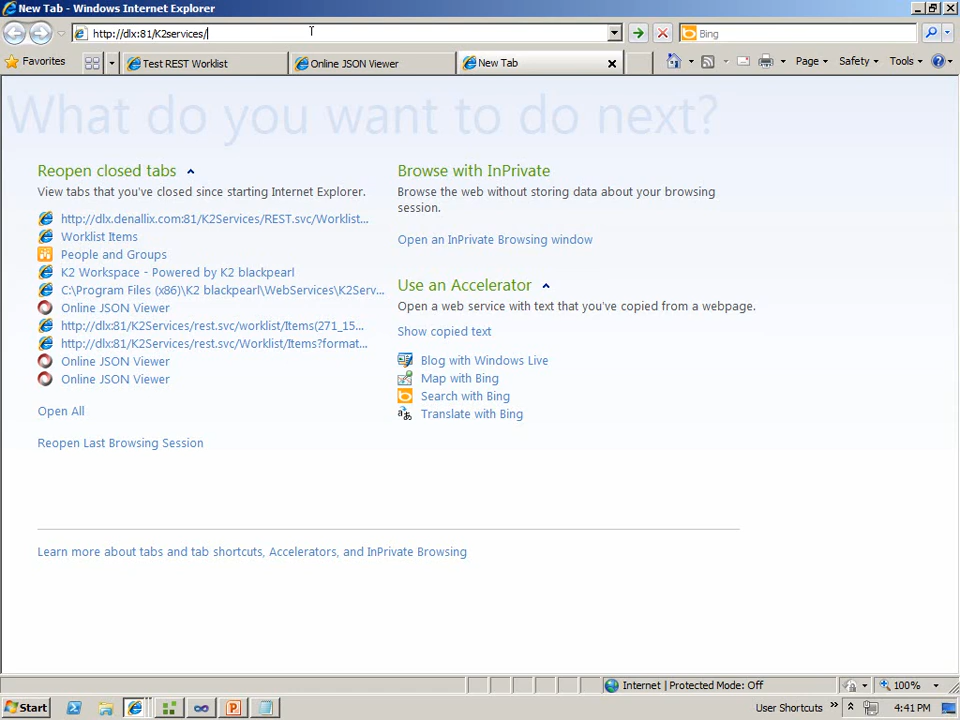 New Tab - Windows Internet Explorer
http://dlx:81/K2services/
Bing
Favorites
Test REST Worklist
Online JSON Viewer
New Tab
Page
Safety
Tools
What do you want to do next?
Reopen closed tabs
View tabs that you've closed since starting Internet Explorer.
http://dlx.denallix.com:81/K2Services/REST.svc/Worklist...
Worklist Items
People and Groups
K2 Workspace - Powered by K2 blackpearl
C:\Program Files (x86)\K2 blackpearl\WebServices\K2Serv...
Online JSON Viewer
http://dlx:81/K2Services/rest.svc/worklist/Items(271_15...
http://dlx:81/K2Services/rest.svc/Worklist/Items?format...
Online JSON Viewer
Online JSON Viewer
Open All
Reopen Last Browsing Session
Browse with InPrivate
Browse the web without storing data about your browsing
session.
Open an InPrivate Browsing window
Use an Accelerator
Open a web service with text that you've copied from a webpage.
Show copied text
Blog with Windows Live
Map with Bing
Search with Bing
Translate with Bing
Learn more about tabs and tab shortcuts, Accelerators, and InPrivate Browsing
Internet | Protected Mode: Off
100%
Start
User Shortcuts
4:41 PM